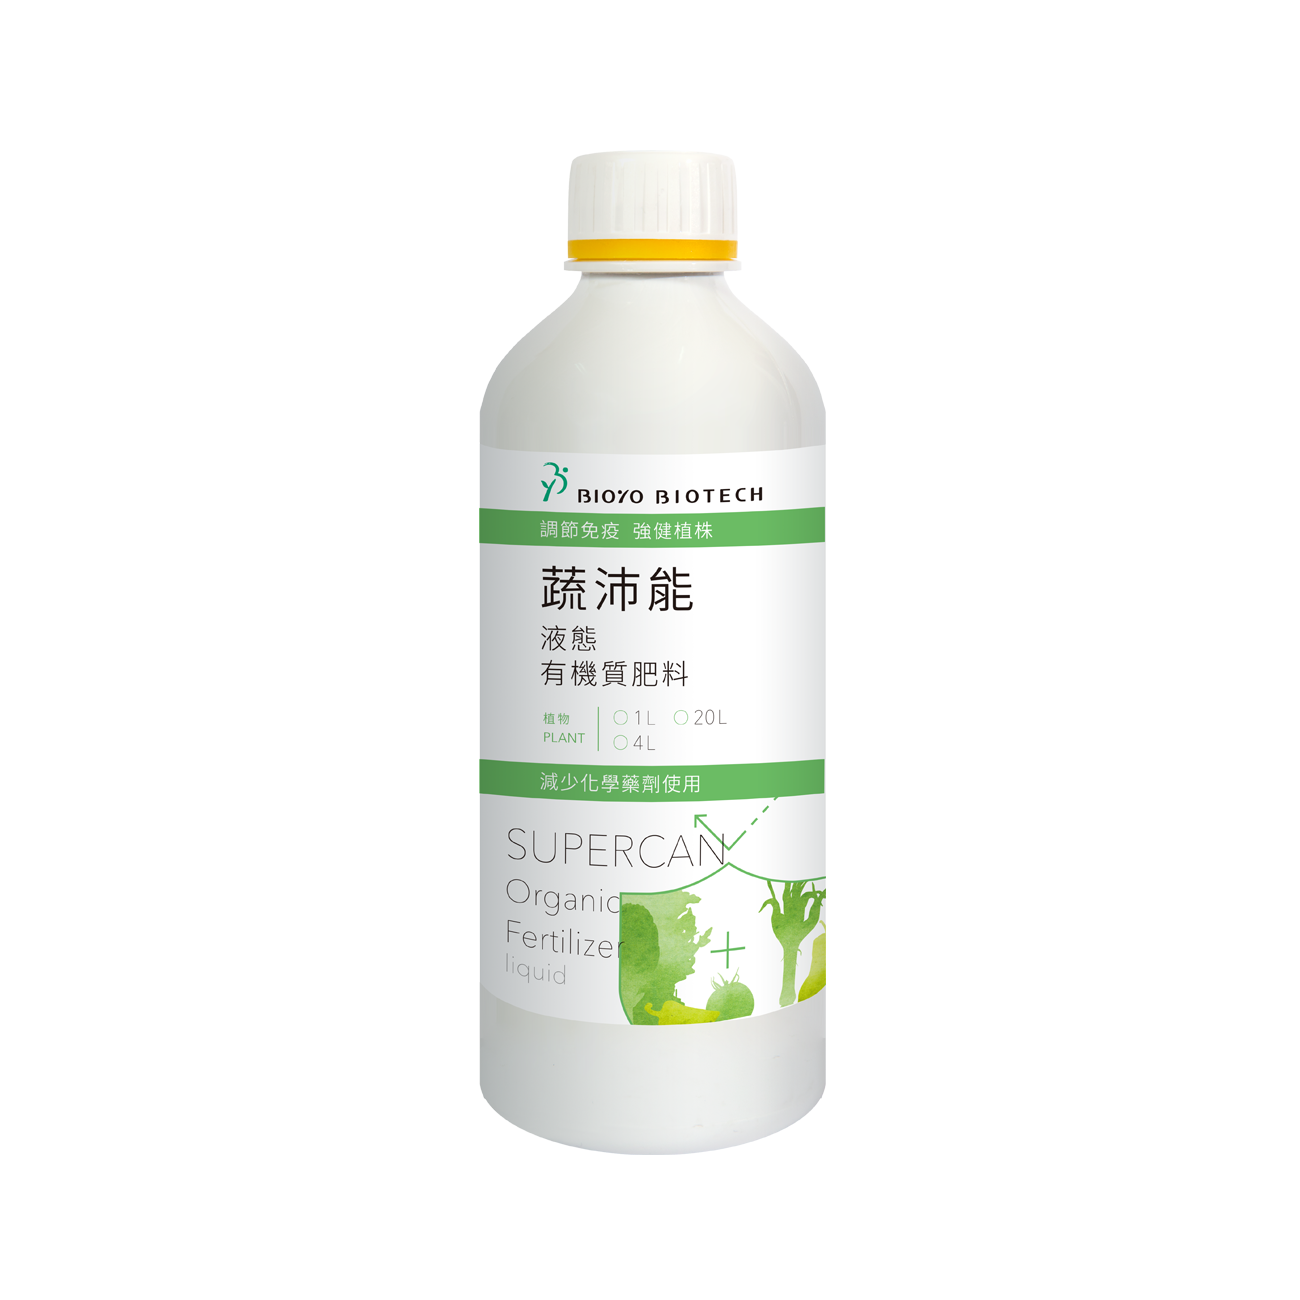 BIOYO BIOTECH
調節免疫 強健植株
蔬沛能
液態
有機質肥料
植物
PLANT
1L 20L
4L
減少化學藥劑使用
SUPERCAN
Organic
Fertilizer
liquid